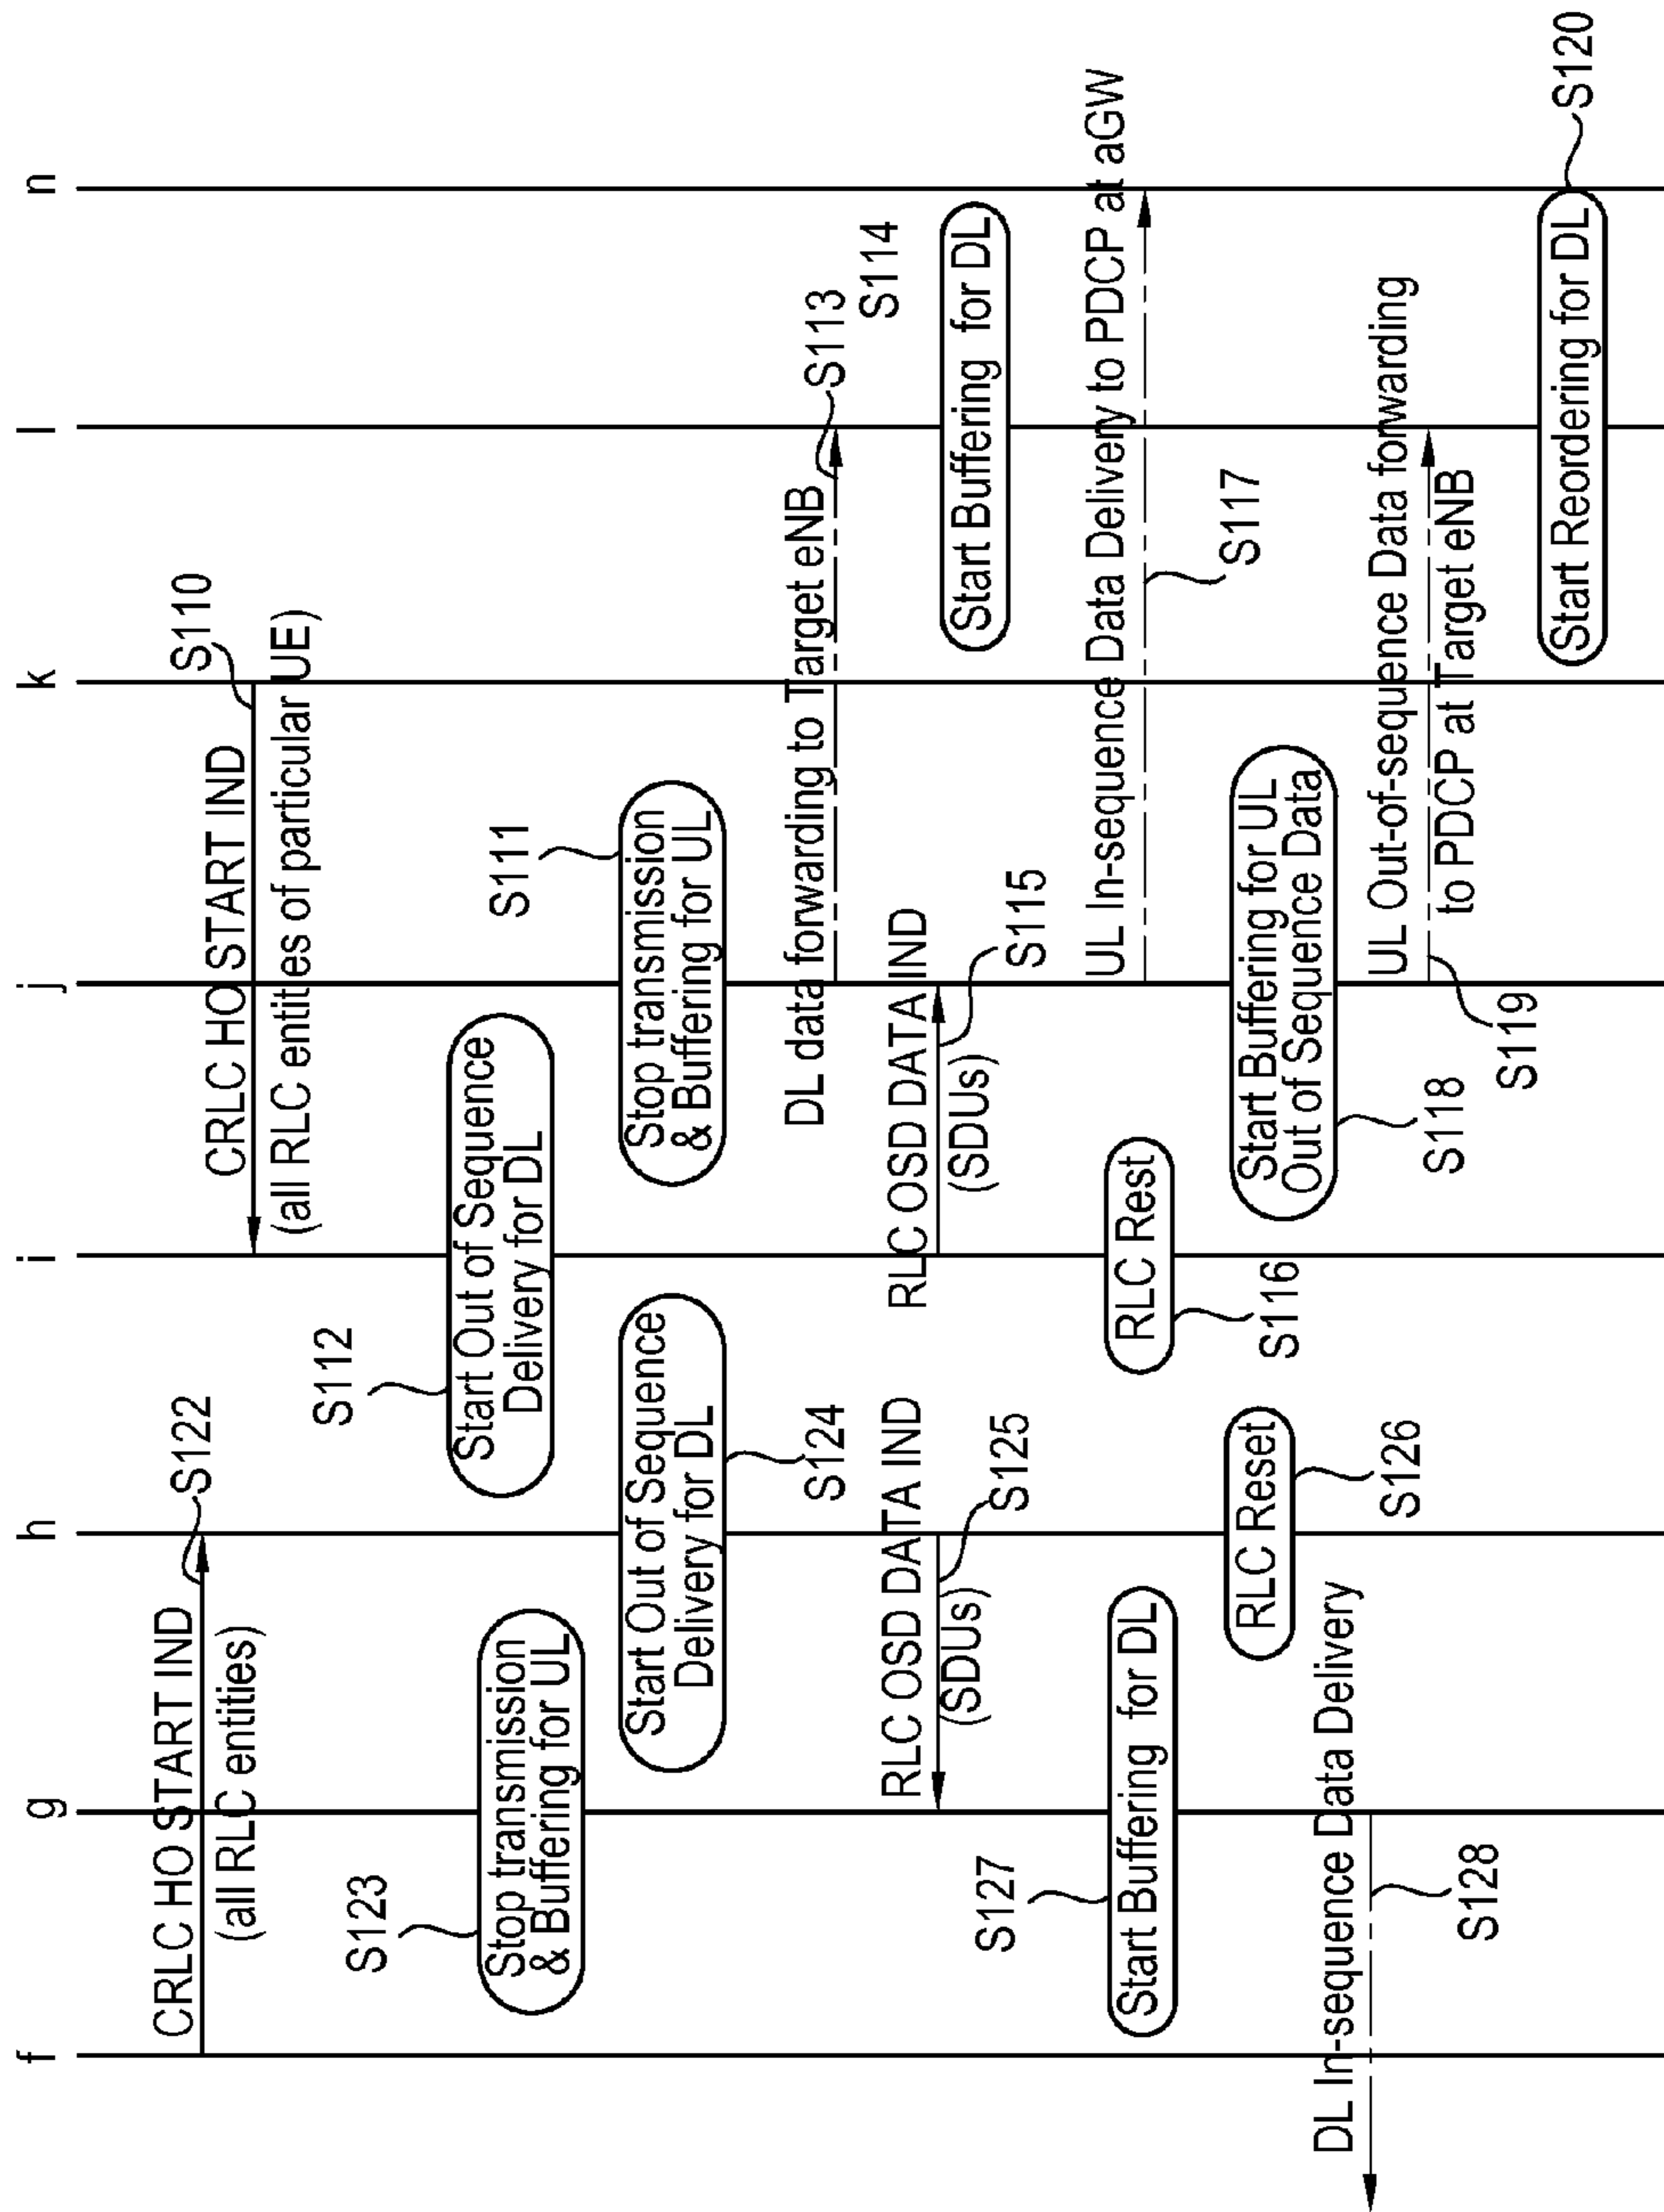 f
g
h
i
j
k
l
n
CRLC HO START IND
(all RLC entities)
S122
CRLC HO START IND
(all RLC entites of particular UE)
S110
S112
Start Out of Sequence
Delivery for DL
S123
Stop transmission
& Buffering for UL
S111
Stop transmission
& Buffering for UL
Start Out of Sequence
Delivery for DL
S124
DL data forwarding to Target eNB
S113
S114
RLC OSD DATA IND
(SDUs)
S125
RLC OSD DATA IND
(SDUs)
S115
Start Buffering for DL
S127
Start Buffering for DL
RLC Rest
S116
UL In-sequence Data Delivery to PDCP at aGW
S117
RLC Reset
S126
Start Buffering for UL
Out of Sequence Data
S118
DL In-sequence Data Delivery
S128
UL Out-of-sequence Data forwarding
to PDCP at Target eNB
S119
Start Reordering for DL
S120